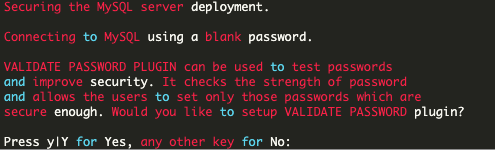 Securing the MySQL server deployment.
Connecting to MySQL using a blank password.
VALIDATE PASSWORD PLUGIN can be used to test passwords
and improve security. It checks the strength of password
and allows the users to set only those passwords which are
secure enough. Would you like to setup VALIDATE PASSWORD plugin?
Press y|Y for Yes, any other key for No: